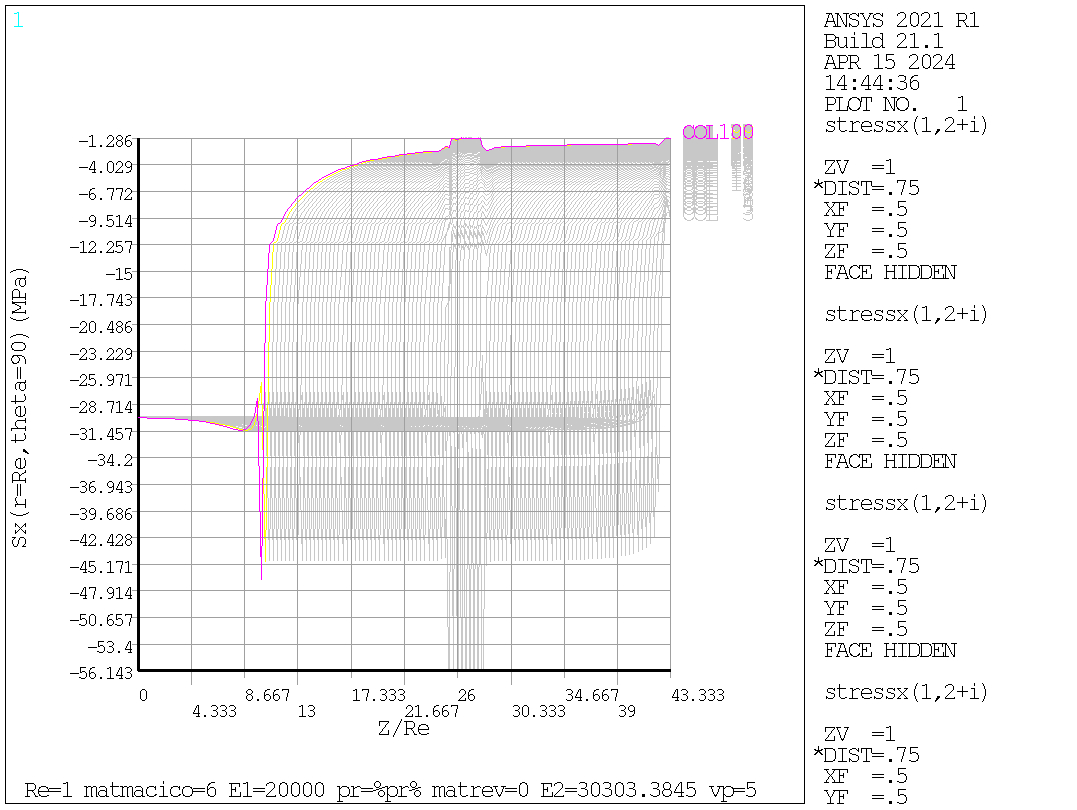 1
ANSYS 2021 R1
Build 21.1
APR 15 2024
14:44:36
PLOT NO. 1
stressx(1,2+i)
ZV =1
*DIST=.75
XF =.5
YF =.5
ZF =.5
FACE HIDDEN
stressx(1,2+i)
ZV =1
*DIST=.75
XF =.5
YF =.5
ZF =.5
FACE HIDDEN
stressx(1,2+i)
ZV =1
*DIST=.75
XF =.5
YF =.5
ZF =.5
FACE HIDDEN
stressx(1,2+i)
ZV =1
*DIST=.75
XF =.5
YF =.5
COL100
Sx(r=Re,theta=90)(MPa)
-1.286
-4.029
-6.772
-9.514
-12.257
-15
-17.743
-20.486
-23.229
-25.971
-28.714
-31.457
-34.2
-36.943
-39.686
-42.428
-45.171
-47.914
-50.657
-53.4
-56.143
0 8.667 17.333 26 34.667 43.333
4.333 13 21.667 30.333 39
Z/Re
Re=1 matmacico=6 E1=20000 pr=%pr% matrev=0 E2=30303.3845 vp=5